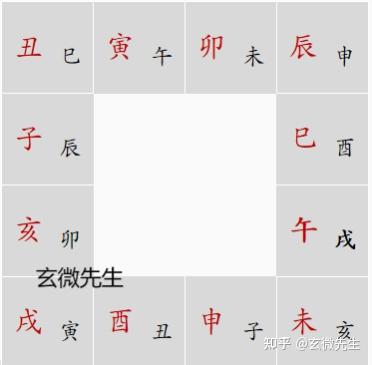 丑 巳 寅 午 卯 未 辰 申
子 辰 巳 酉
亥 卯 午 戌
玄微先生
戌 寅 酉 丑 申 子 未 亥
知乎 @玄微先生